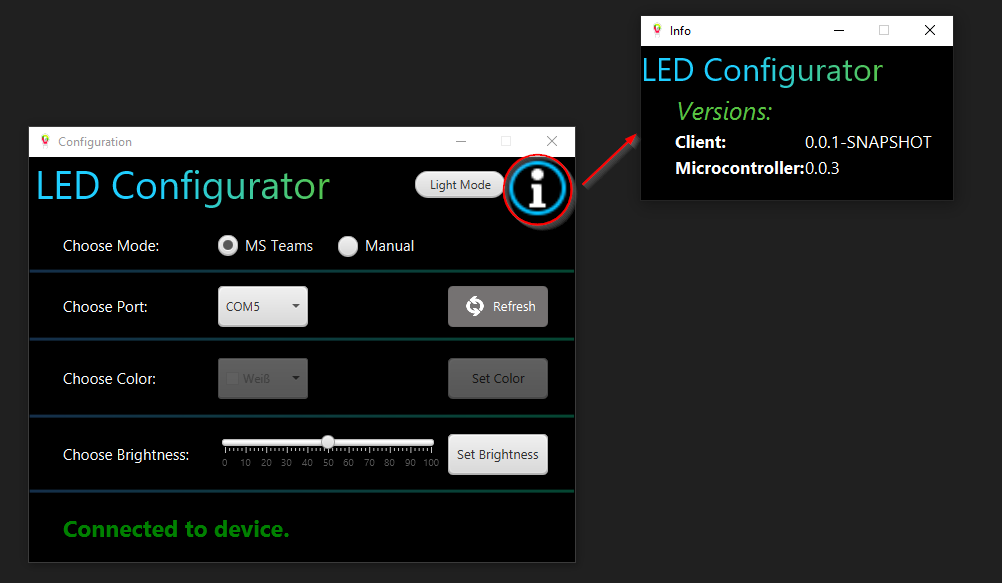 Configuration
LED Configurator
Light Mode
Choose Mode: MS Teams Manual
Choose Port: COM5 Refresh
Choose Color: Weiß Set Color
Choose Brightness: Set Brightness
0 10 20 30 40 50 60 70 80 90 100
Connected to device.
Info
LED Configurator
Versions:
Client: 0.0.1-SNAPSHOT
Microcontroller: 0.0.3